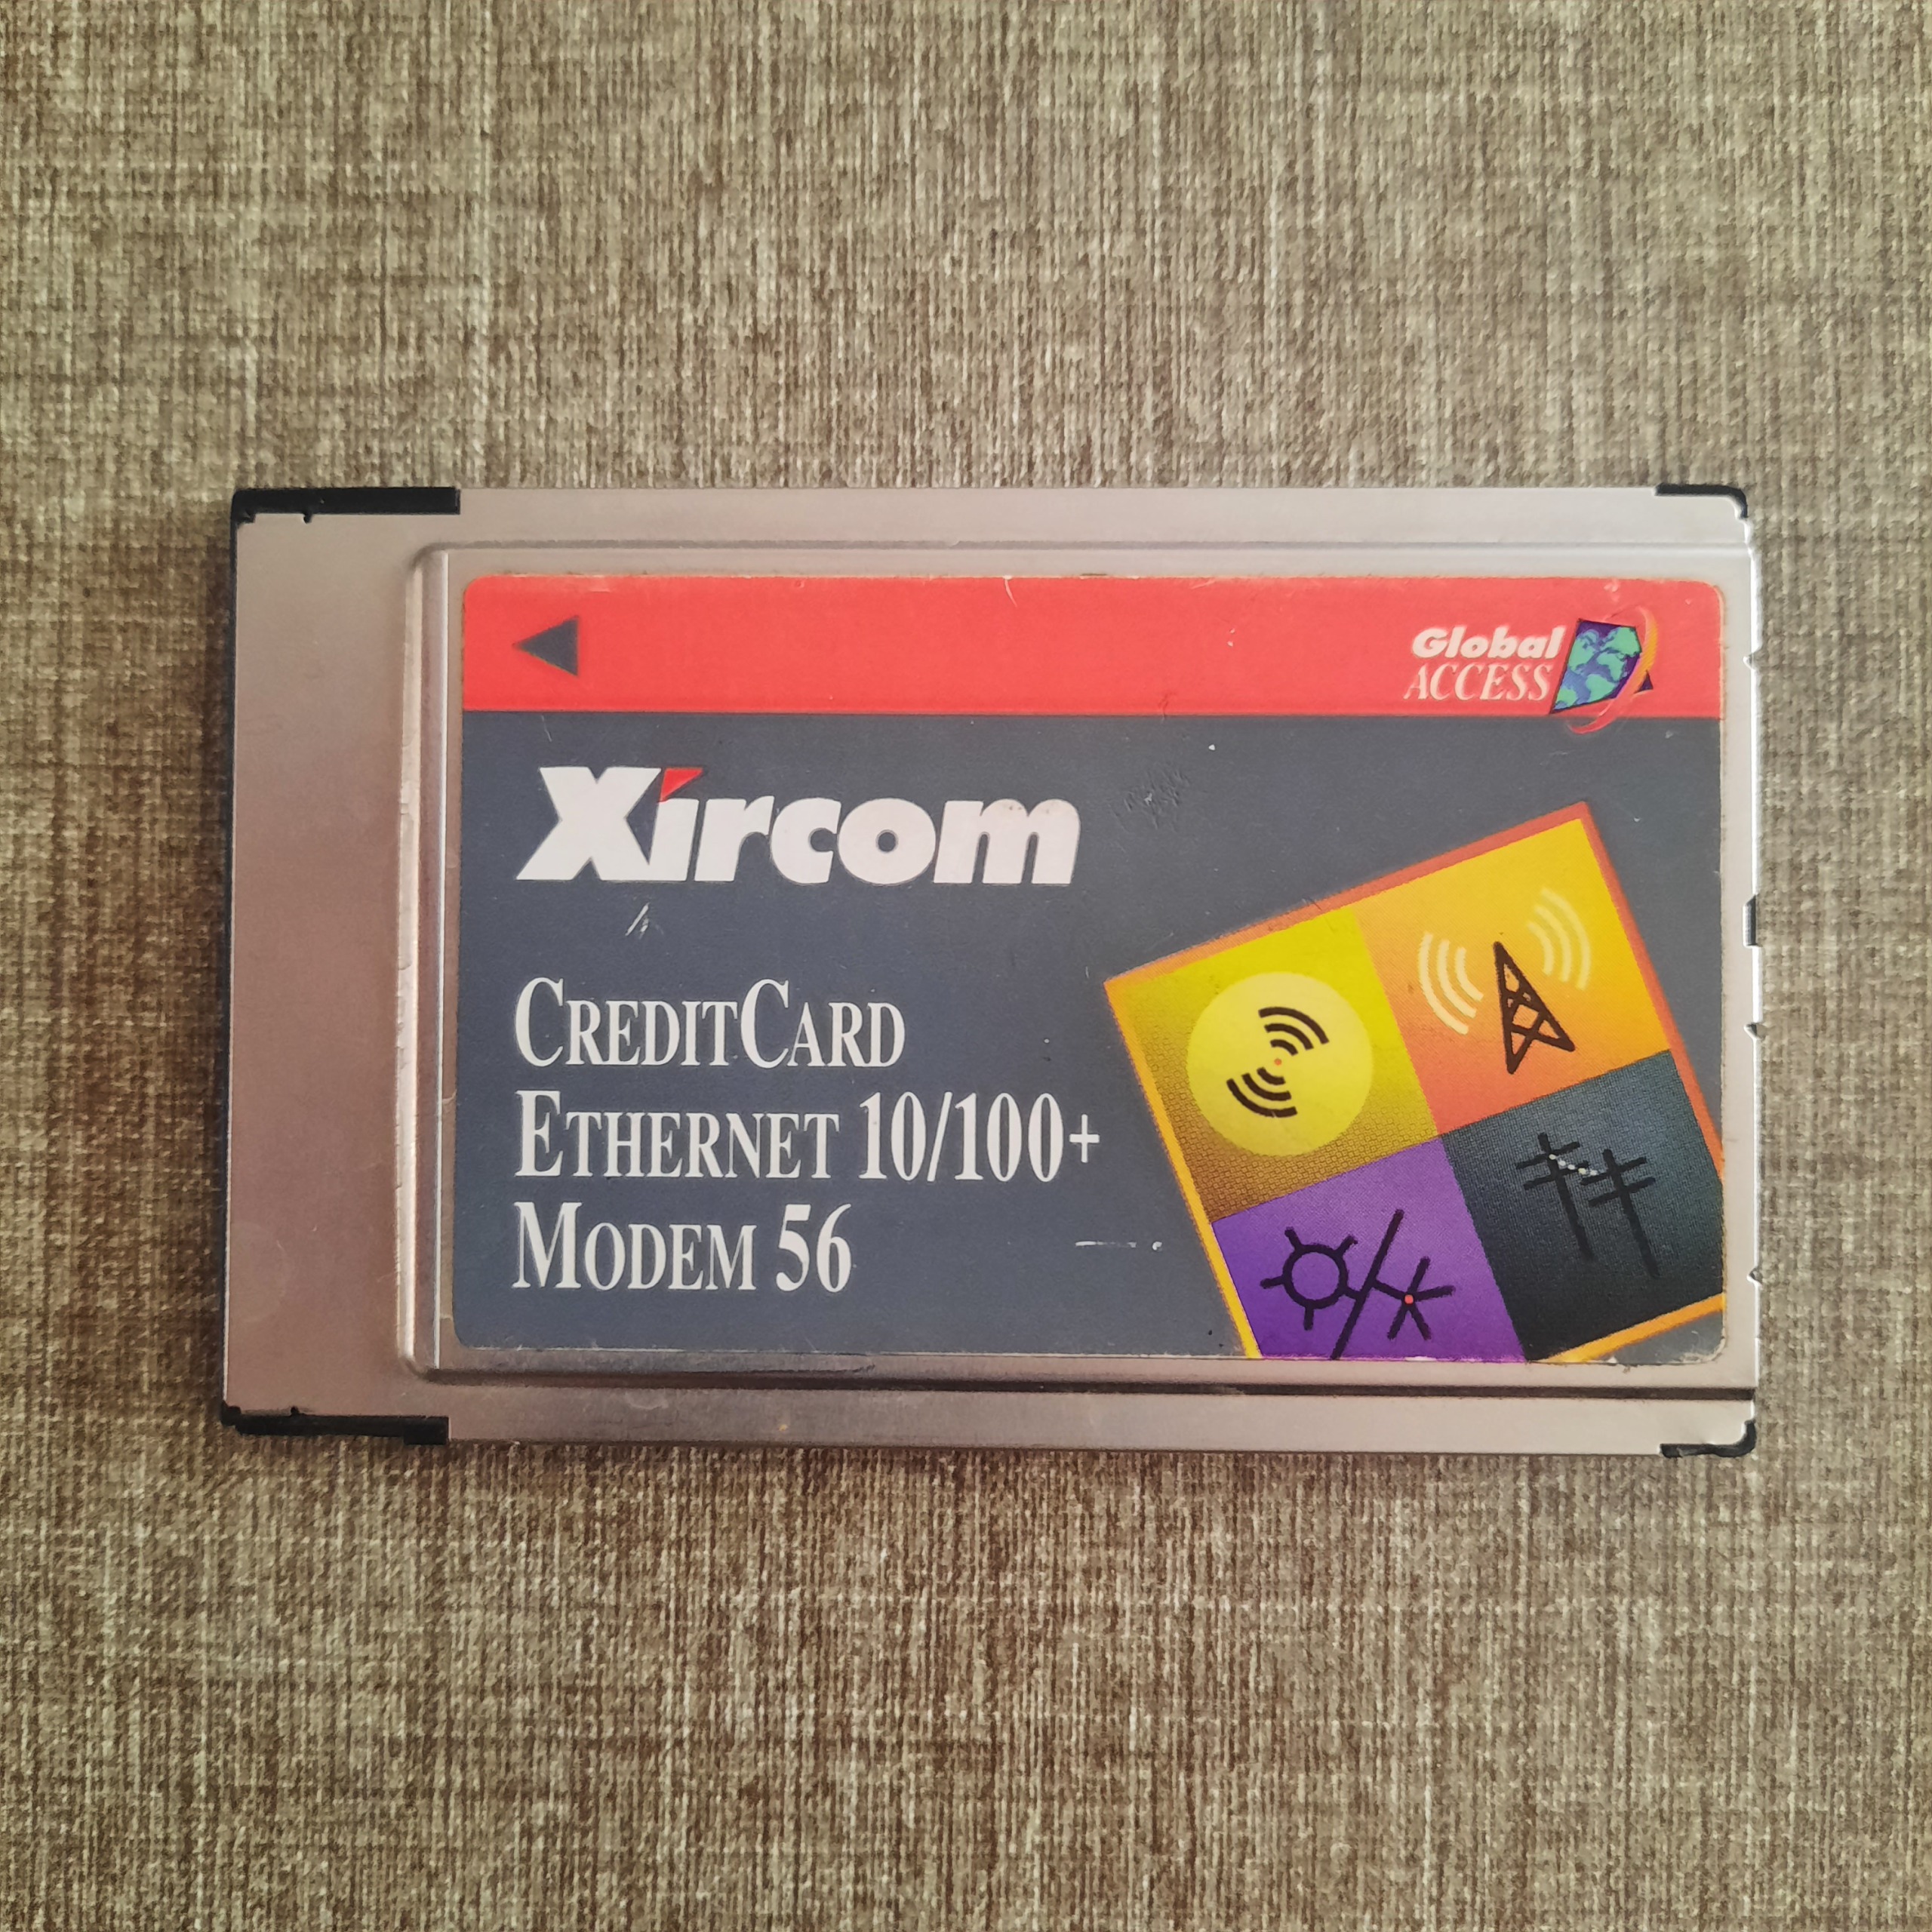 Global
ACCESS
Xircom
CREDITCARD
ETHERNET 10/100+
MODEM 56